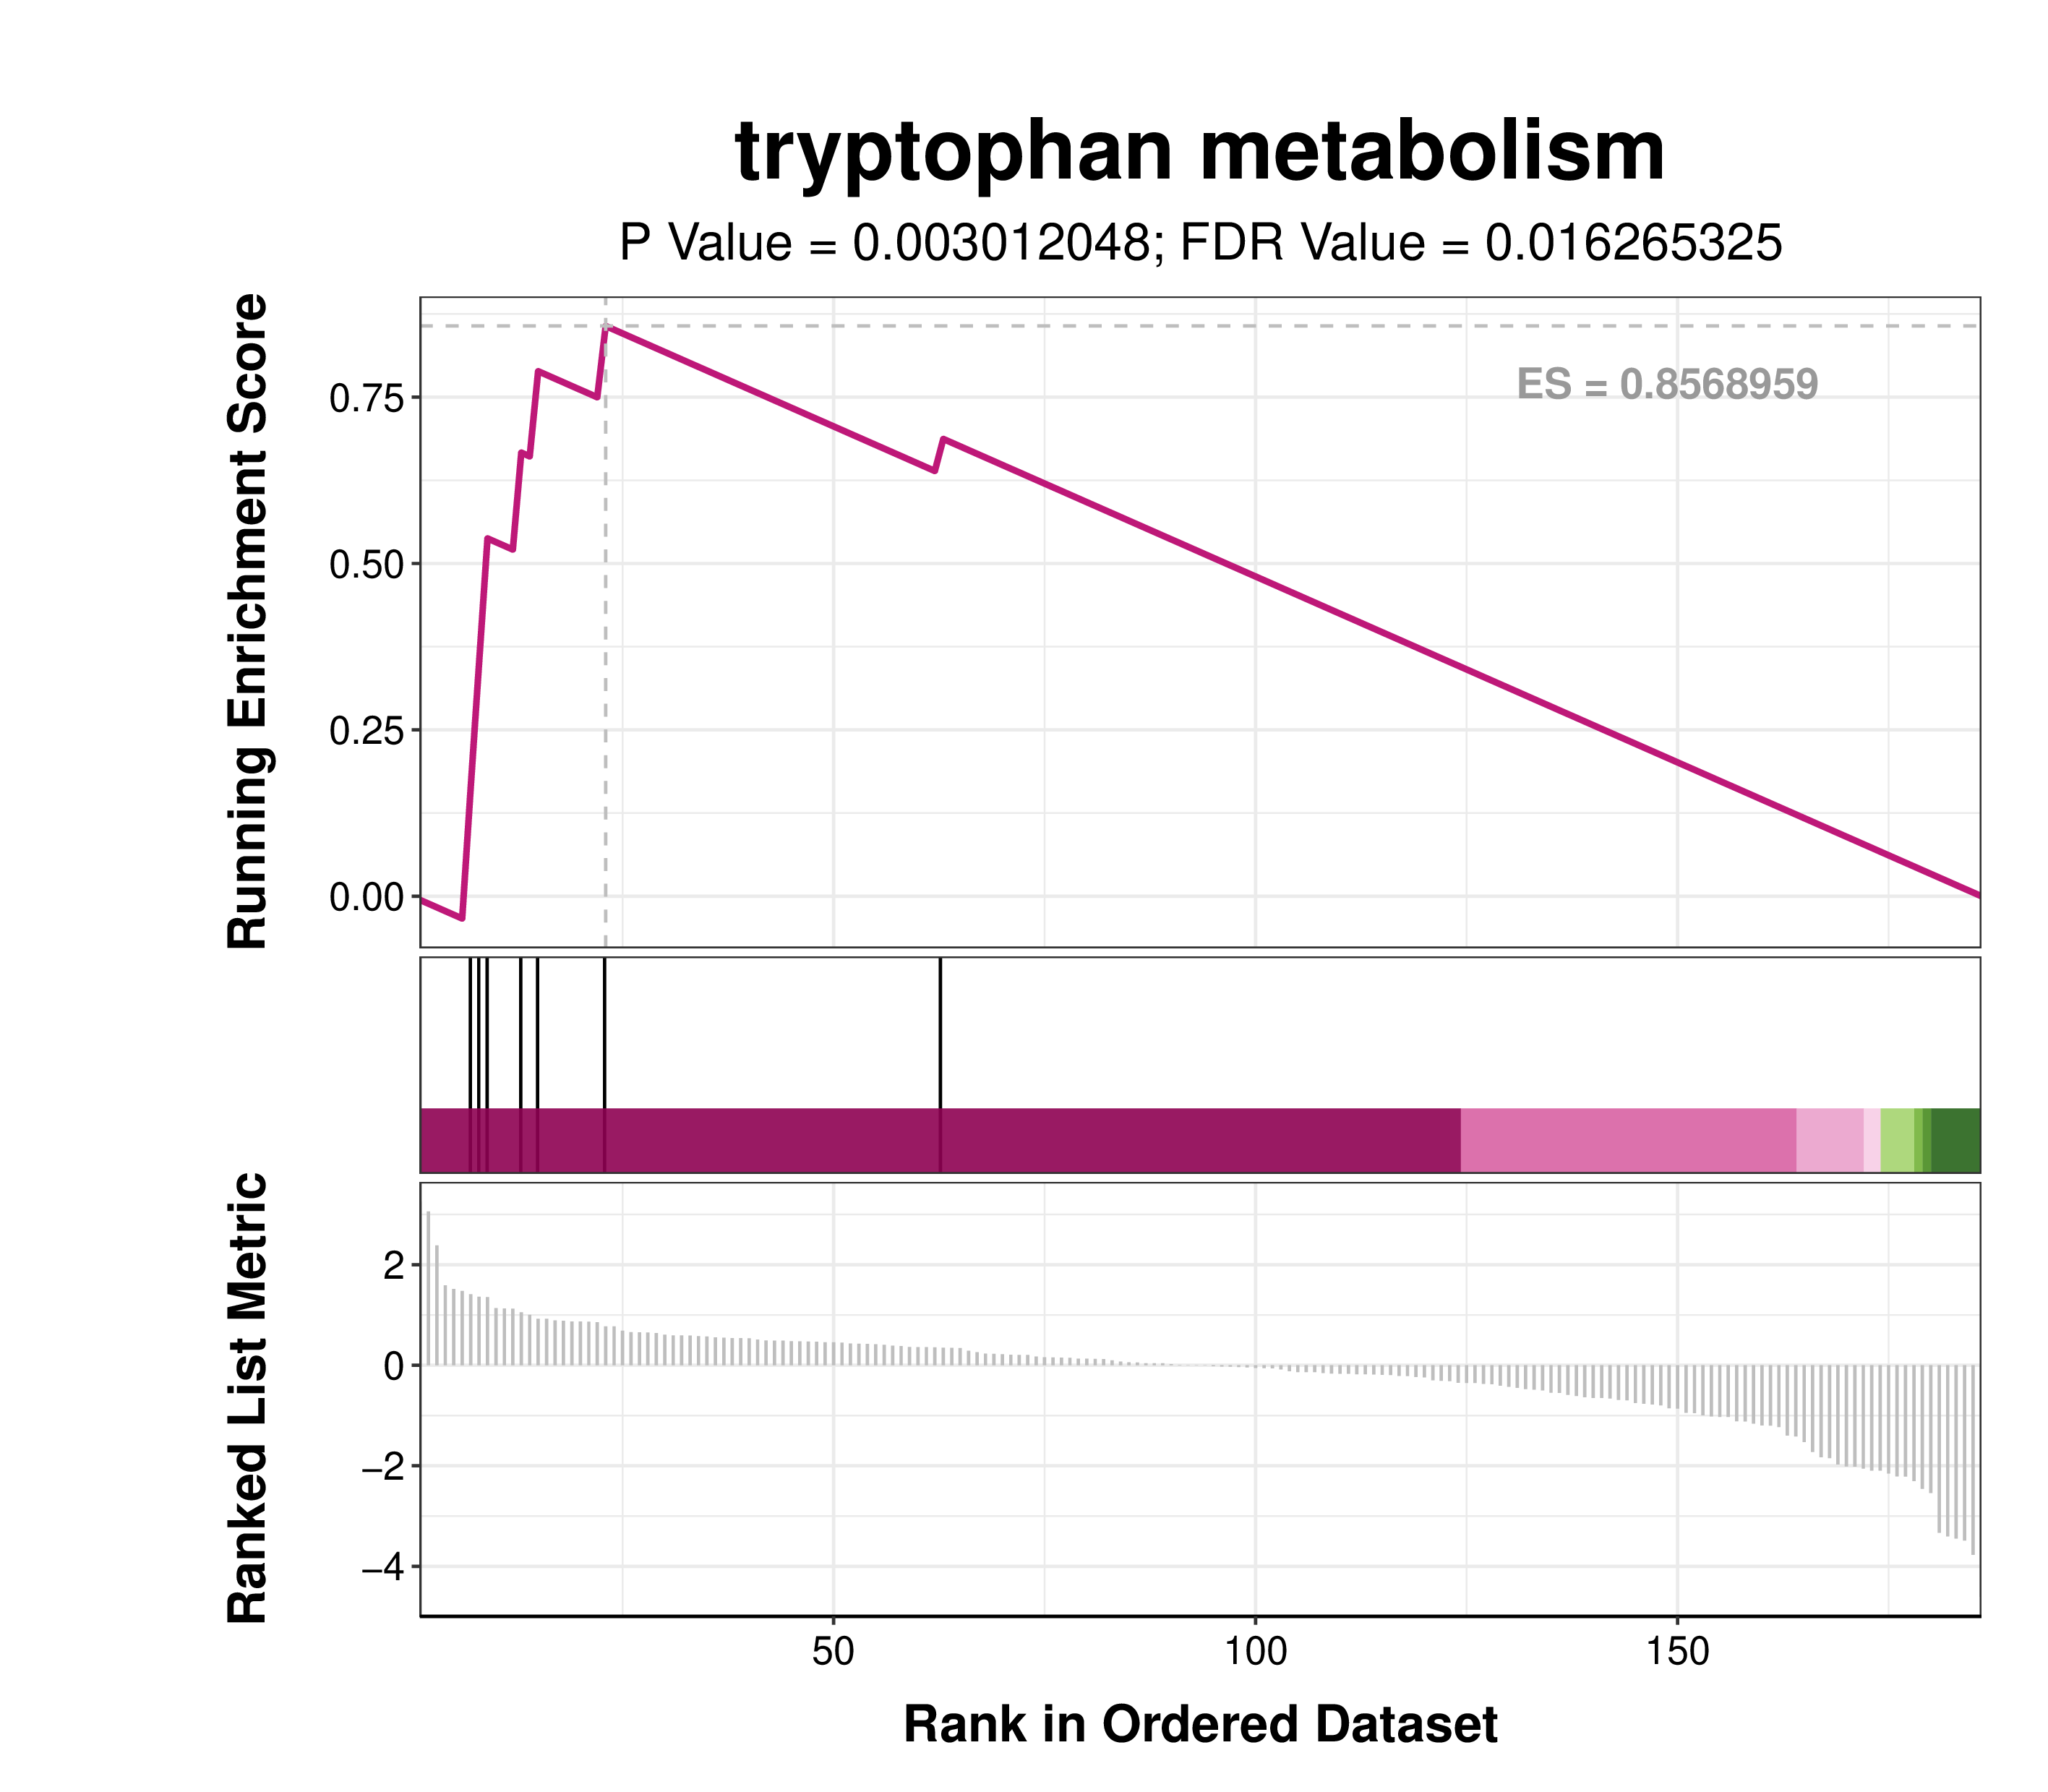 tryptophan metabolism
P Value = 0.003012048; FDR Value = 0.016265325
Running Enrichment Score
0.75
0.50
0.25
0.00
ES = 0.8568959
Ranked List Metric
2
0
−2
−4
50 100 150
Rank in Ordered Dataset